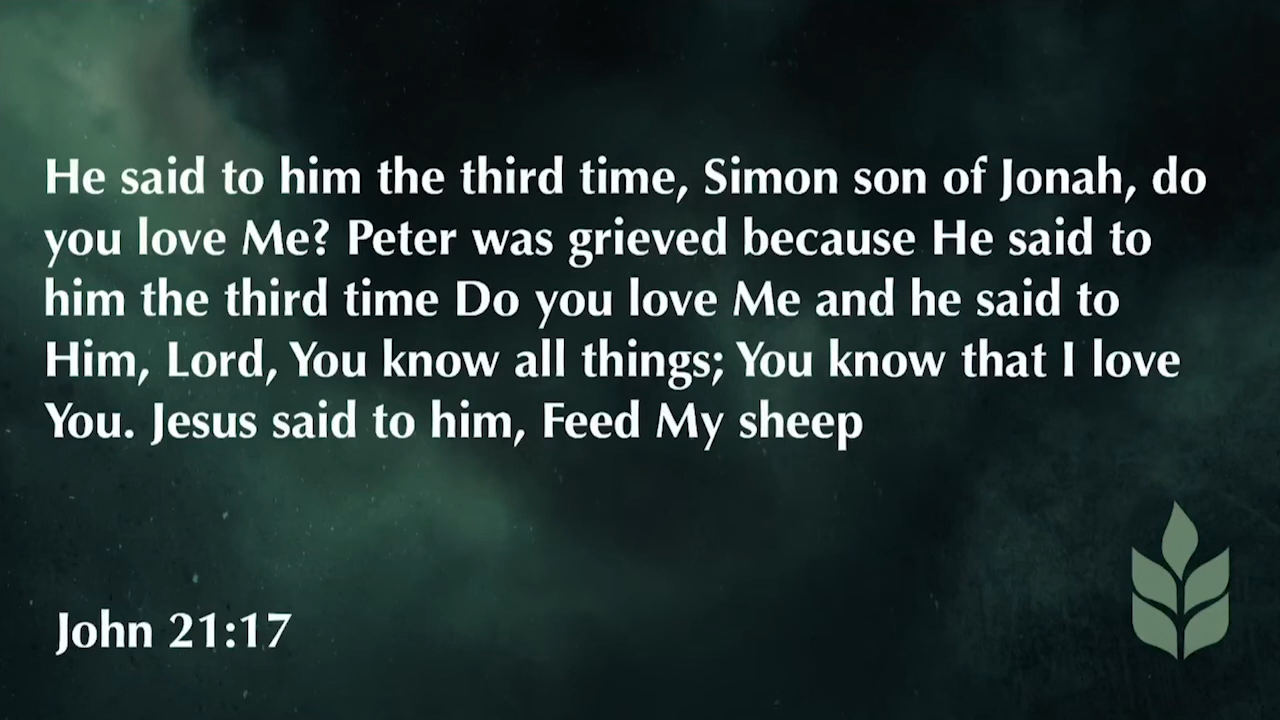 He said to him the third time, Simon son of Jonah, do
you love Me? Peter was grieved because He said to
him the third time Do you love Me and he said to
Him, Lord, You know all things; You know that I love
You. Jesus said to him, Feed My sheep
John 21:17